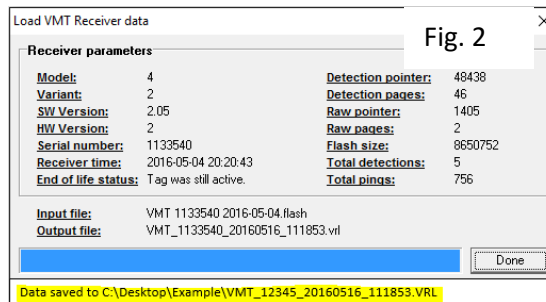 Load VMT Receiver data
Fig. 2
Receiver parameters
Model: 4 Detection pointer: 48438
Variant: 2 Detection pages: 46
SW Version: 2.05 Raw pointer: 1405
HW Version: 2 Raw pages: 2
Serial number: 1133540 Flash size: 8650752
Receiver time: 2016-05-04 20:20:43 Total detections: 5
End of life status: Tag was still active. Total pings: 756
Input file: VMT 1133540 2016-05-04.flash
Output file: VMT_1133540_20160516_111853.vrl
Done
Data saved to C:\Desktop\Example\VMT_12345_20160516_111853.VRL